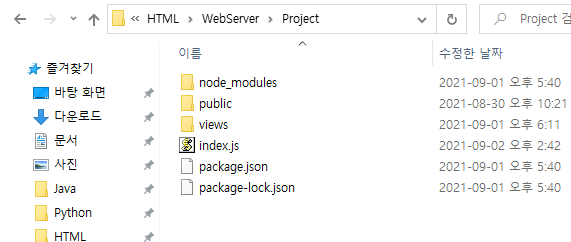 « HTML > WebServer > Project
Project 검
이름 수정한 날짜
즐겨찾기
바탕 화면
다운로드
문서
사진
Java
Python
HTML
node_modules 2021-09-01 오후 5:40
public 2021-08-30 오후 10:21
views 2021-09-01 오후 6:11
index.js 2021-09-02 오후 2:42
package.json 2021-09-01 오후 5:40
package-lock.json 2021-09-01 오후 5:40